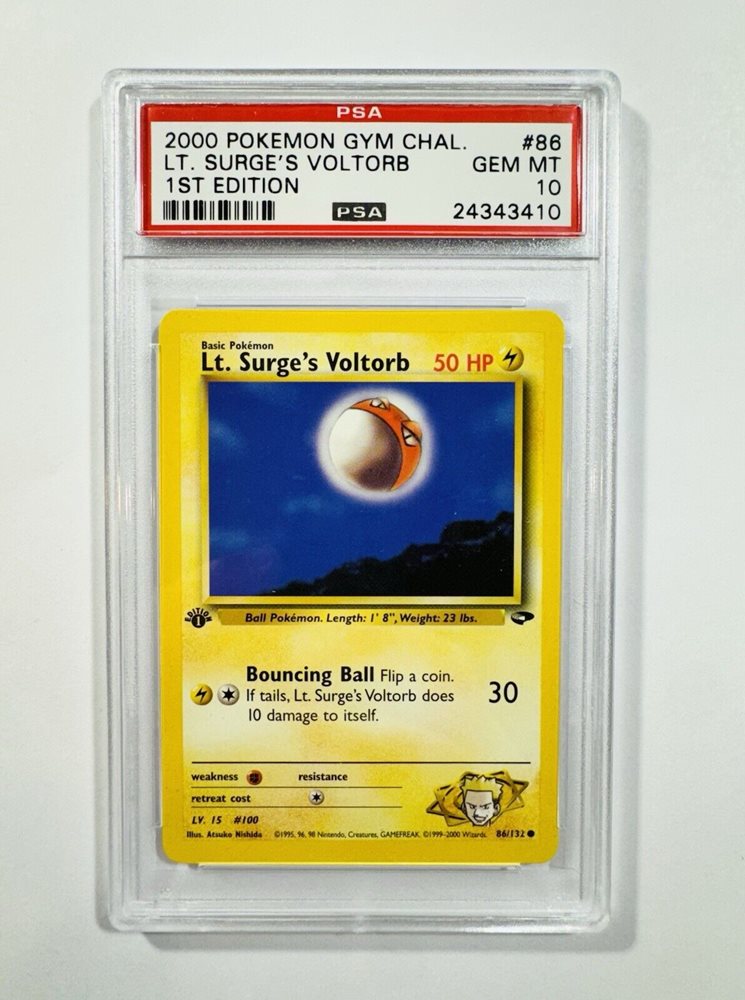 PSA
2000 POKEMON GYM CHAL. #86
LT. SURGE'S VOLTORB GEM MT
1ST EDITION 10
PSA 24343410
Basic Pokémon
Lt. Surge's Voltorb 50 HP
EDITION
1
Ball Pokémon. Length: 1' 8", Weight: 23 lbs.
Bouncing Ball Flip a coin.
If tails, Lt. Surge's Voltorb does
10 damage to itself.
30
weakness resistance
retreat cost
LV. 15 #100
Illus. Atsuko Nishida ©1995, 96, 98 Nintendo, Creatures, GAMEFREAK. ©1999-2000 Wizards. 86/132